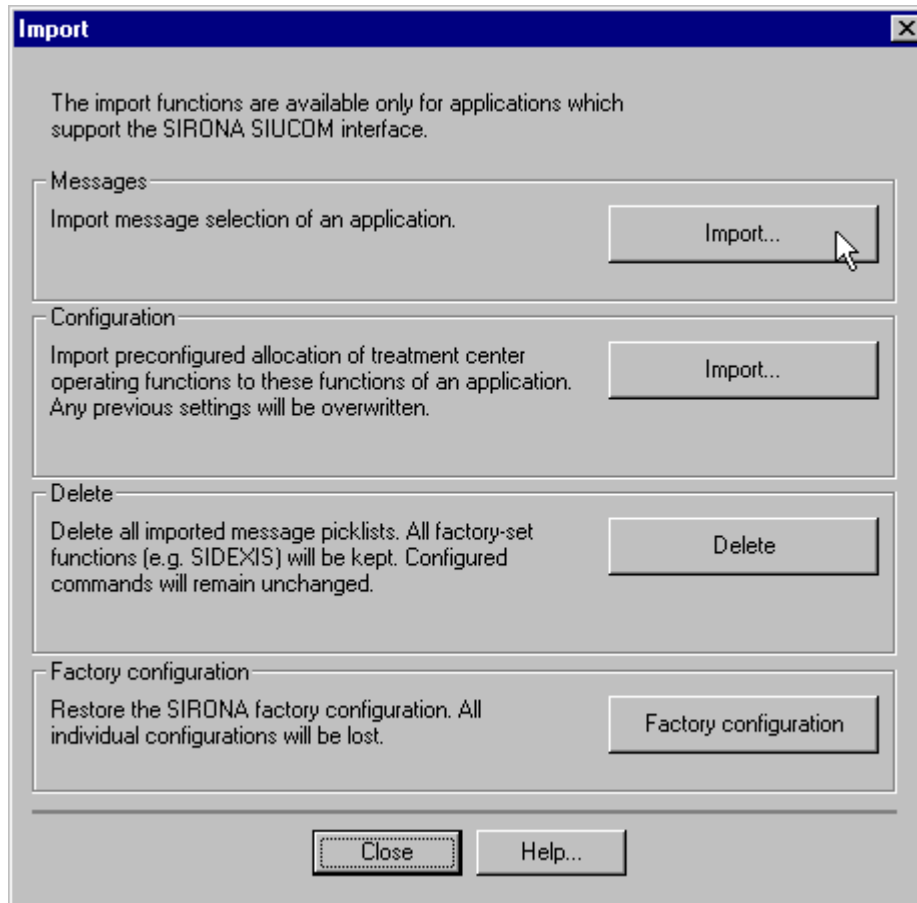 Import
The import functions are available only for applications which
support the SIRONA SIUCOM interface.
Messages
Import message selection of an application.
Import...
Configuration
Import preconfigured allocation of treatment center
operating functions to these functions of an application.
Any previous settings will be overwritten.
Import...
Delete
Delete all imported message picklists. All factory-set
functions (e.g. SIDEXIS) will be kept. Configured
commands will remain unchanged.
Delete
Factory configuration
Restore the SIRONA factory configuration. All
individual configurations will be lost.
Factory configuration
Close
Help...